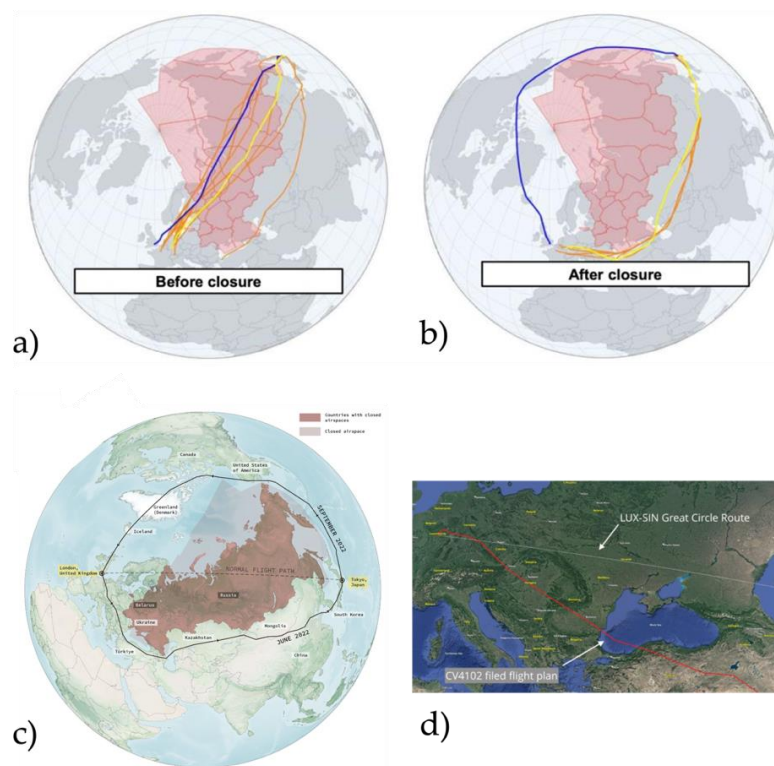 Before closure
After closure
a)
b)
Countries with closed
airspaces
Closed airspace
Canada
United States
of America
Greenland
(Denmark)
Iceland
SEPTEMBER 2022
London,
United Kingdom
NORMAL FLIGHT PATH
Tokyo,
Japan
Russia
Belarus
Ukraine
South Korea
Kazakhstan
Mongolia
JUNE 2022
Türkiye
China
c)
LUX-SIN Great Circle Route
CV4102 filed flight plan
d)